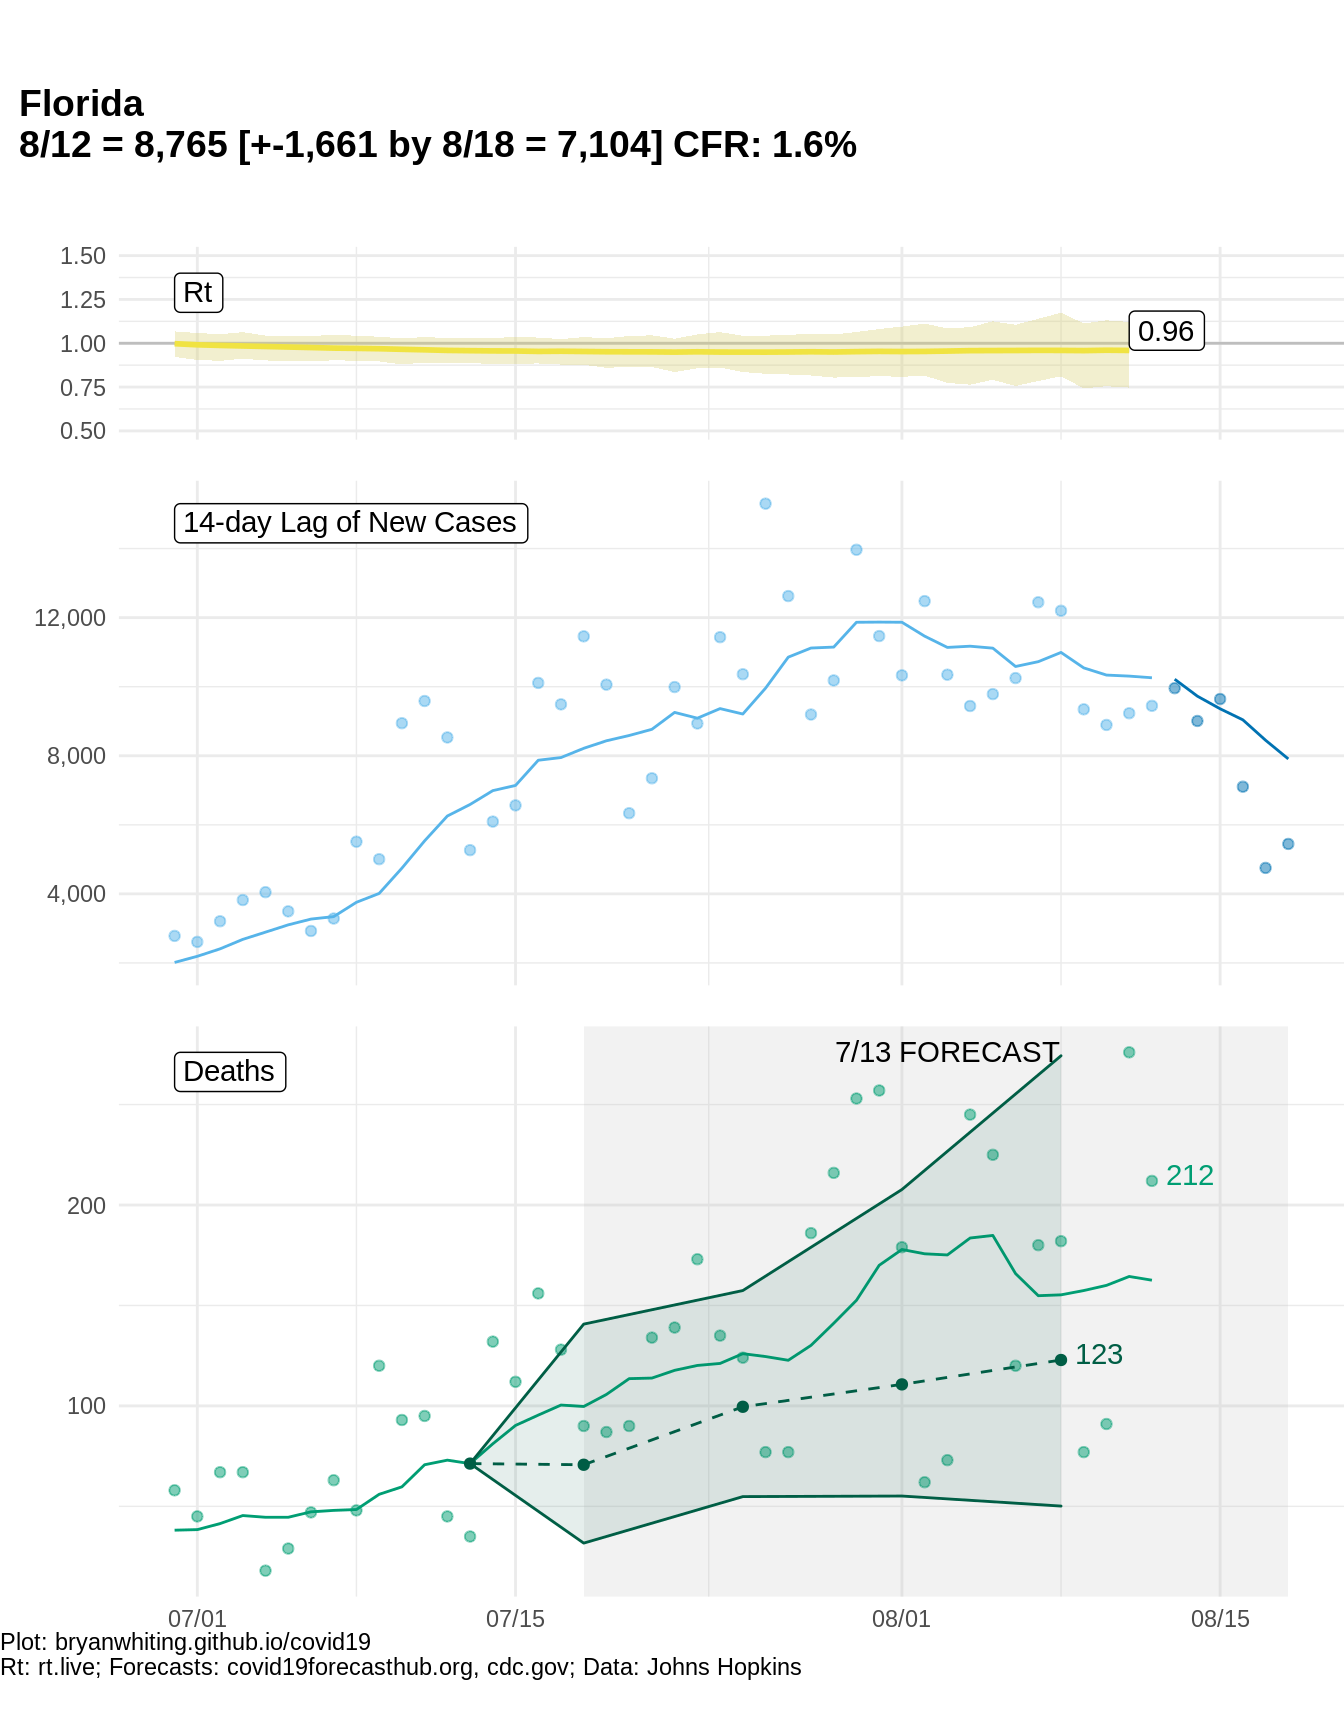 Florida
8/12 = 8,765 [+-1,661 by 8/18 = 7,104] CFR: 1.6%
1.50
1.25
1.00
0.75
0.50
Rt
0.96
14-day Lag of New Cases
12,000
8,000
4,000
Deaths
7/13 FORECAST
212
123
200
100
07/01
07/15
08/01
08/15
Plot: bryanwhiting.github.io/covid19
Rt: rt.live; Forecasts: covid19forecasthub.org, cdc.gov; Data: Johns Hopkins